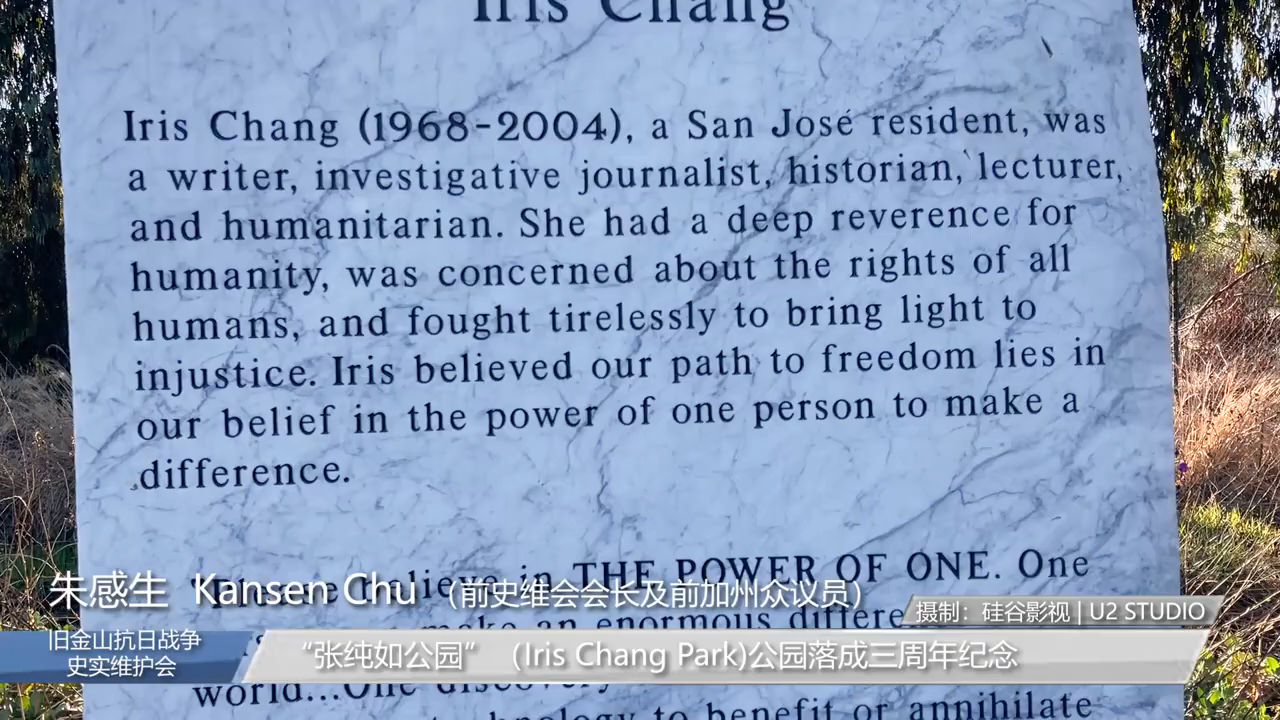 Iris Chang
Iris Chang (1968-2004), a San José resident, was
a writer, investigative journalist, historian, lecturer,
and humanitarian. She had a deep reverence for
humanity, was concerned about the rights of all
humans, and fought tirelessly to bring light to
injustice. Iris believed our path to freedom lies in
our belief in the power of one person to make a
difference.
believe in THE POWER OF ONE. One
make an enormous
朱感生 Kansen Chu （前史维会会长及前加州众议员）
摄制：硅谷影视 | U2 STUDIO
旧金山抗日战争
史实维护会
“张纯如公园” （Iris Chang Park)公园落成三周年纪念
world...One discovery
to benefit or annihilate